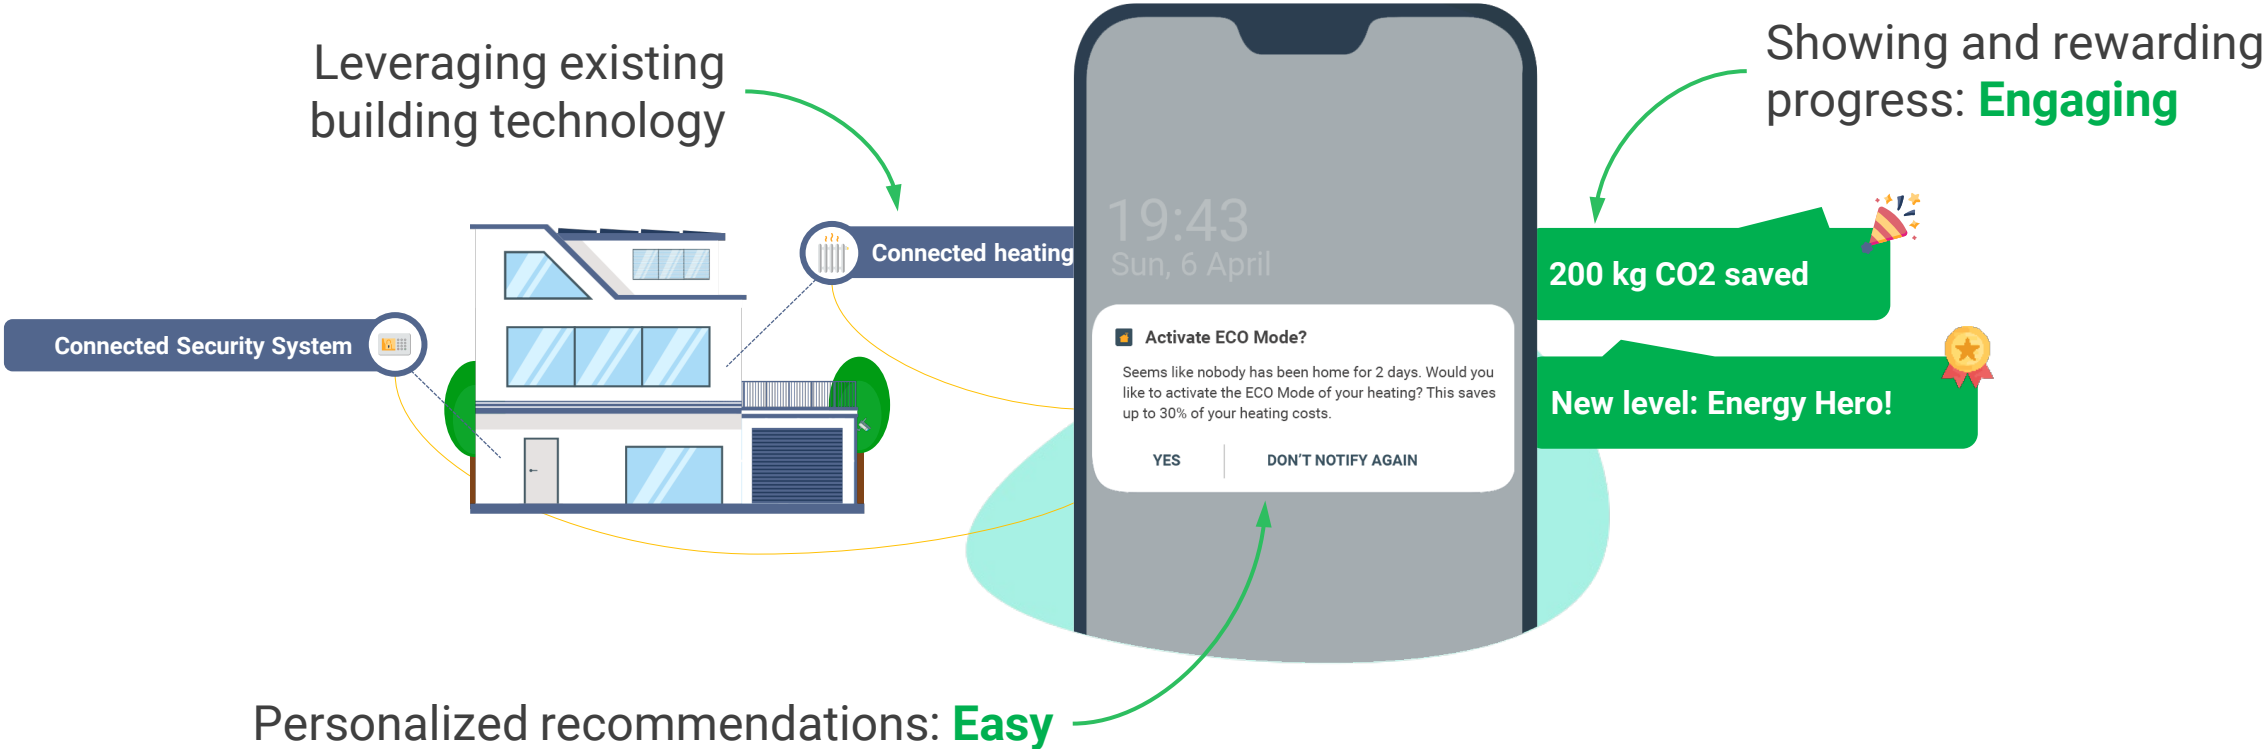 Leveraging existing
building technology
Showing and rewarding
progress: Engaging
Connected heating
Connected Security System
19:43
Sun, 6 April
Activate ECO Mode?
Seems like nobody has been home for 2 days. Would you
like to activate the ECO Mode of your heating? This saves
up to 30% of your heating costs.
YES
DON'T NOTIFY AGAIN
200 kg CO2 saved
New level: Energy Hero!
Personalized recommendations: Easy